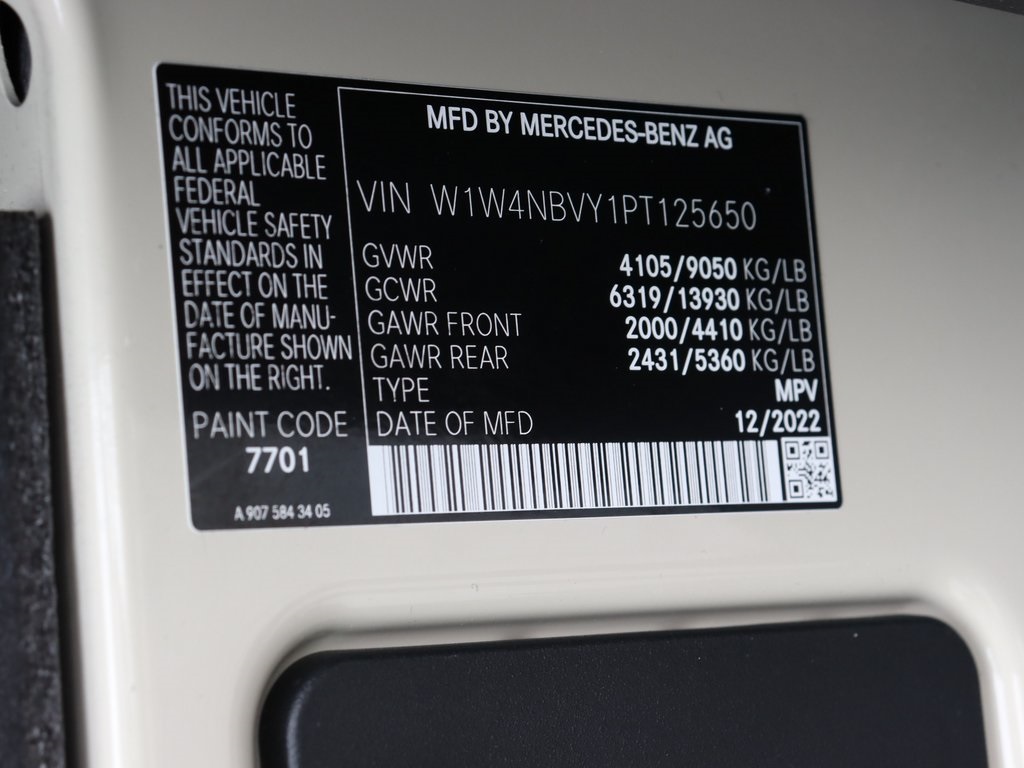 THIS VEHICLE
CONFORMS TO
ALL APPLICABLE
FEDERAL
VEHICLE SAFETY
STANDARDS IN
EFFECT ON THE
DATE OF MANU-
FACTURE SHOWN
ON THE RIGHT.
PAINT CODE
7701
A 907 584 34 05
MFD BY MERCEDES-BENZ AG
VIN W1W4NBVY1PT125650
GVWR 4105/9050 KG/LB
GCWR 6319/13930 KG/LB
GAWR FRONT 2000/4410 KG/LB
GAWR REAR 2431/5360 KG/LB
TYPE MPV
DATE OF MFD 12/2022